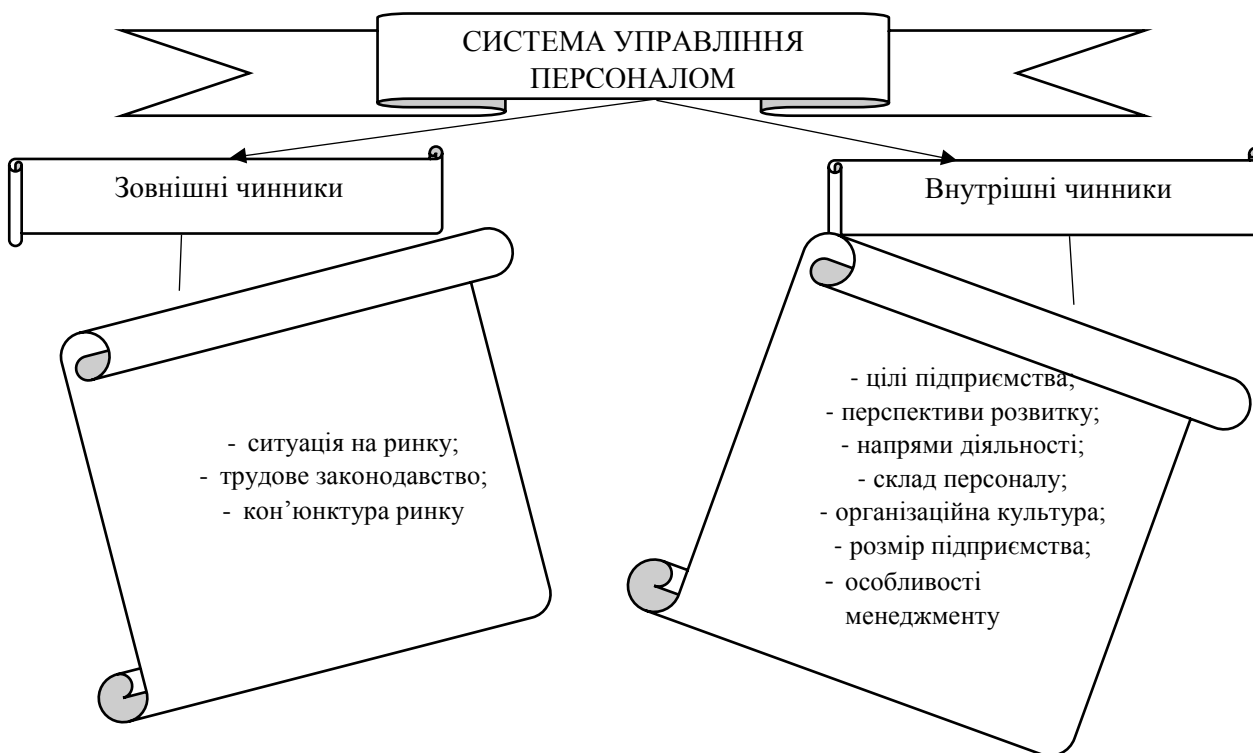 СИСТЕМА УПРАВЛІННЯ
ПЕРСОНАЛОМ
Зовнішні чинники
Внутрішні чинники
- ситуація на ринку;
- трудове законодавство;
- кон’юнктура ринку
- цілі підприємства;
- перспективи розвитку;
- напрями діяльності;
- склад персоналу;
- організаційна культура;
- розмір підприємства;
- особливості
менеджменту